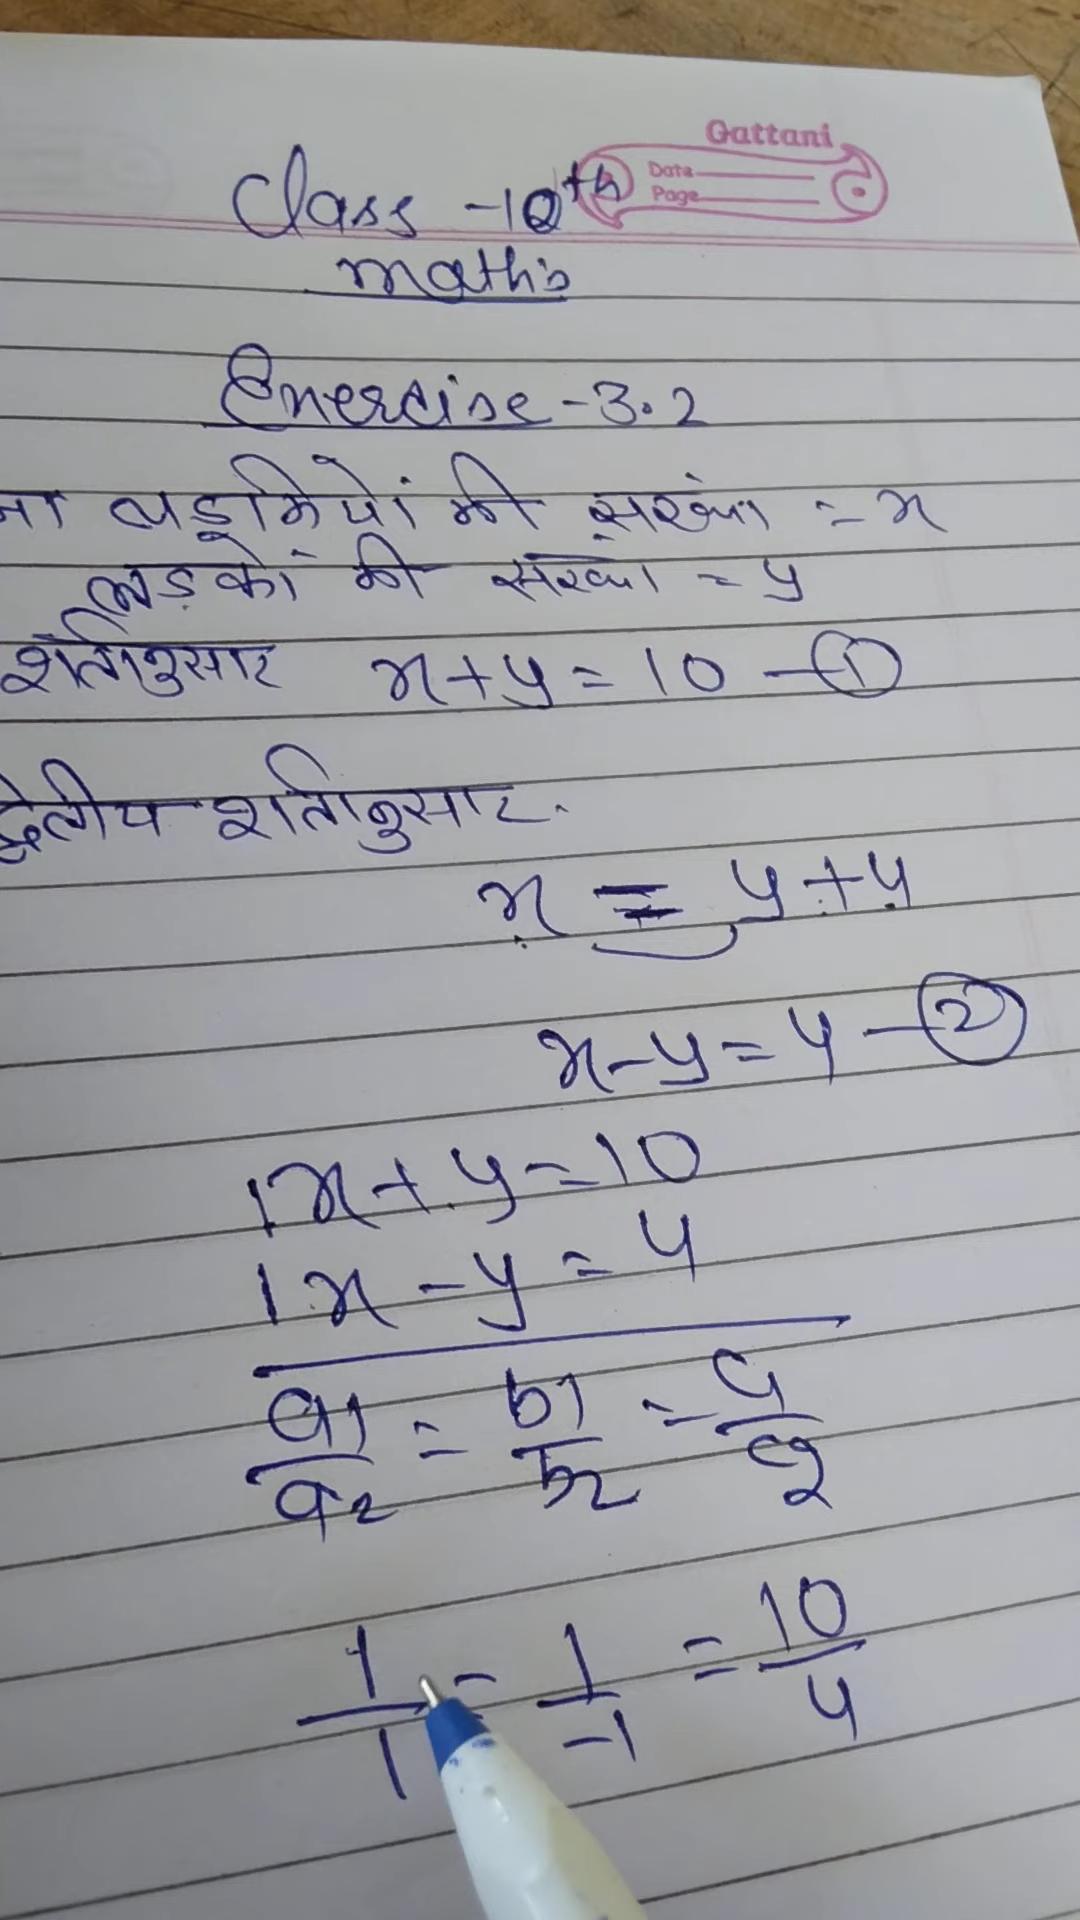 Gattani
Date
Page
Class - 10th
maths
Exercise - 3.2
ना लड़कियों की संख्या = x
लड़कों की संख्या = y
शर्तानुसार x + y = 10 - ①
द्वितीय शर्तानुसार.
x = y + 4
x - y = 4 - ②
1x + y = 10
1x - y = 4
a1/a2 = b1/b2 = c1/c2
1/1 = 1/-1 = 10/4